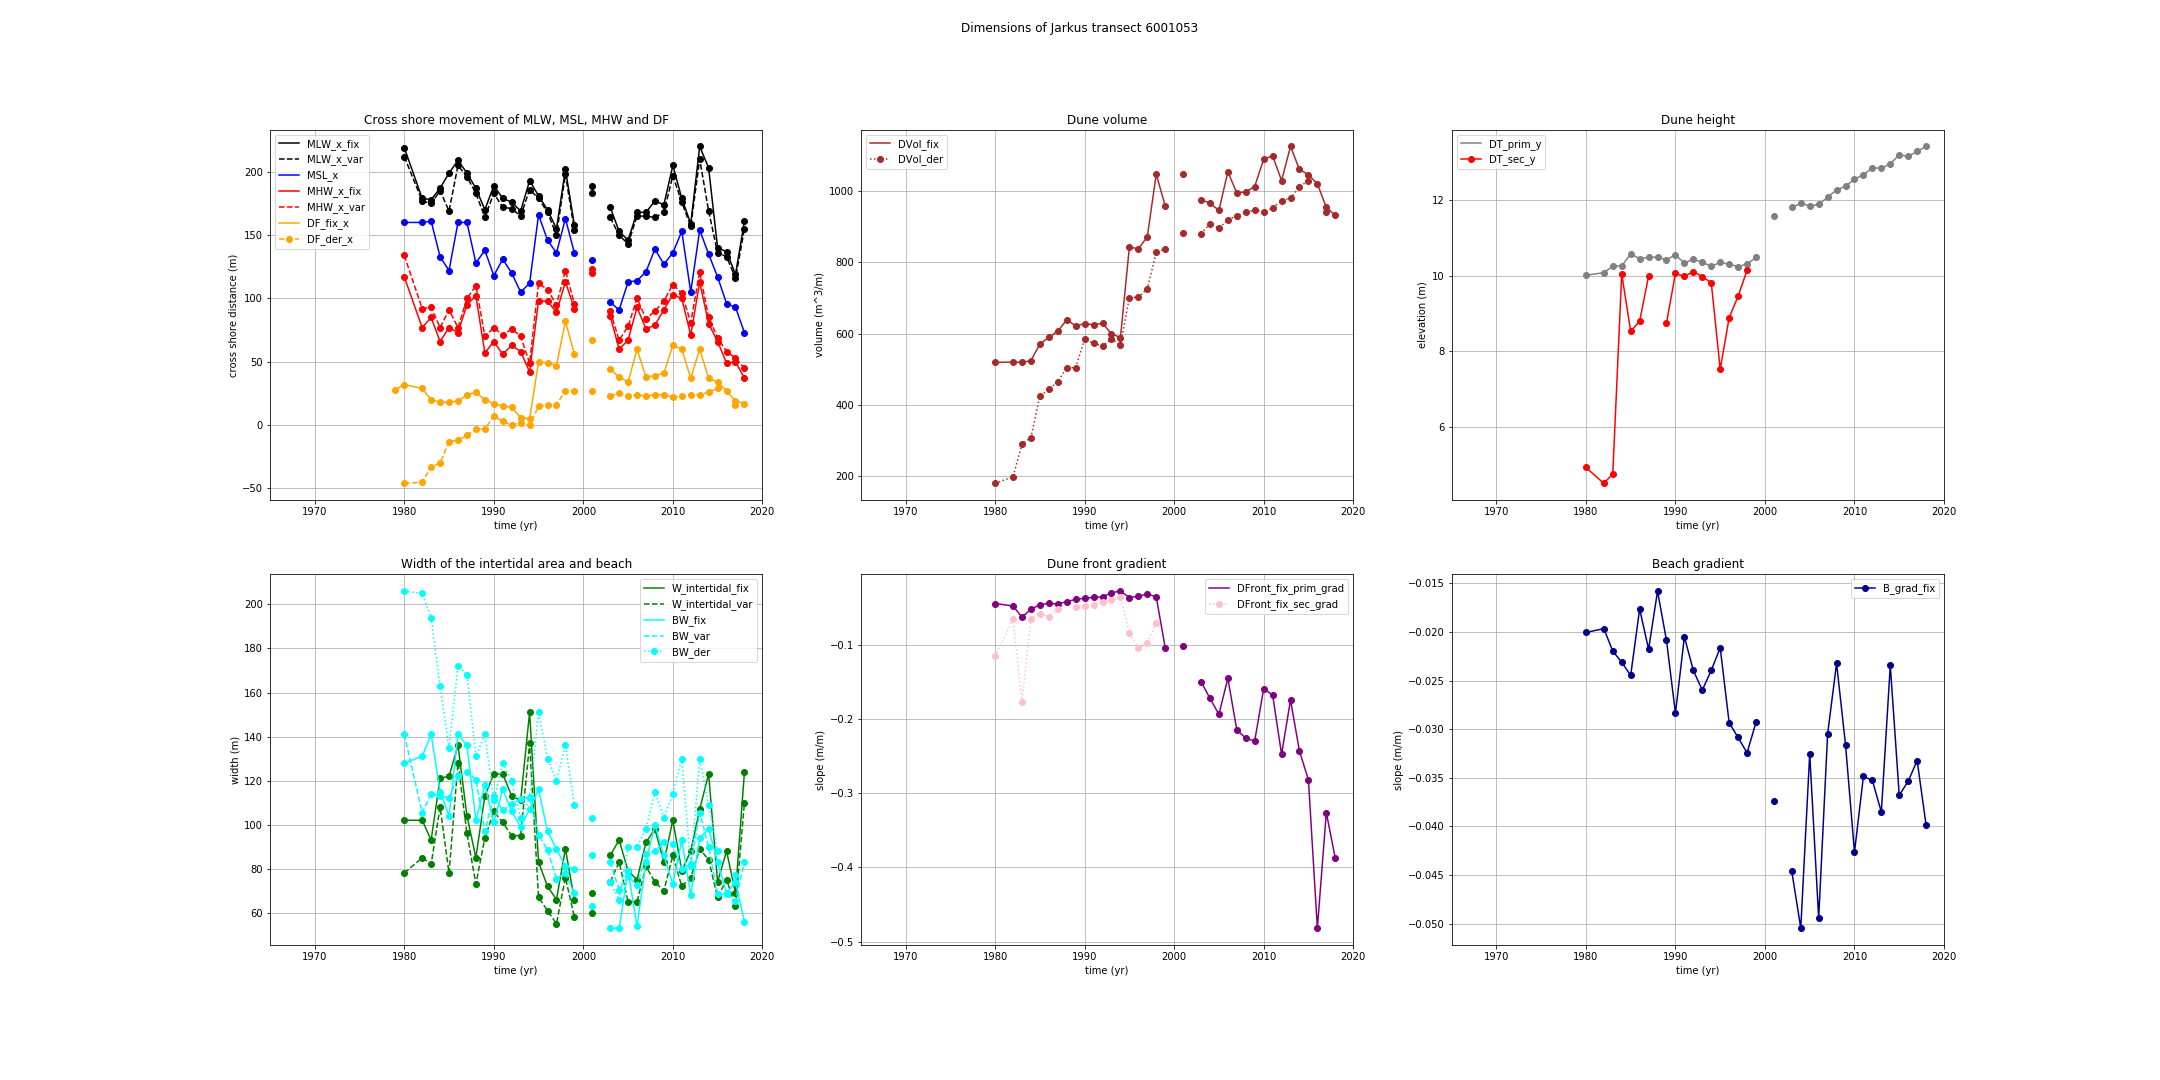 Dimensions of Jarkus transect 6001053
Cross shore movement of MLW, MSL, MHW and DF
MLW_x_fix
MLW_x_var
MSL_x
MHW_x_fix
MHW_x_var
DF_fix_x
DF_der_x
200
150
100
50
0
−50
cross shore distance (m)
1970 1980 1990 2000 2010 2020
time (yr)
Dune volume
DVol_fix
DVol_der
1000
800
600
400
200
volume (m^3/m)
1970 1980 1990 2000 2010 2020
time (yr)
Dune height
DT_prim_y
DT_sec_y
12
10
8
6
elevation (m)
1970 1980 1990 2000 2010 2020
time (yr)
Width of the intertidal area and beach
W_intertidal_fix
W_intertidal_var
BW_fix
BW_var
BW_der
200
180
160
140
120
100
80
60
width (m)
1970 1980 1990 2000 2010 2020
time (yr)
Dune front gradient
DFront_fix_prim_grad
DFront_fix_sec_grad
−0.1
−0.2
−0.3
−0.4
−0.5
slope (m/m)
1970 1980 1990 2000 2010 2020
time (yr)
Beach gradient
B_grad_fix
−0.015
−0.020
−0.025
−0.030
−0.035
−0.040
−0.045
−0.050
slope (m/m)
1970 1980 1990 2000 2010 2020
time (yr)